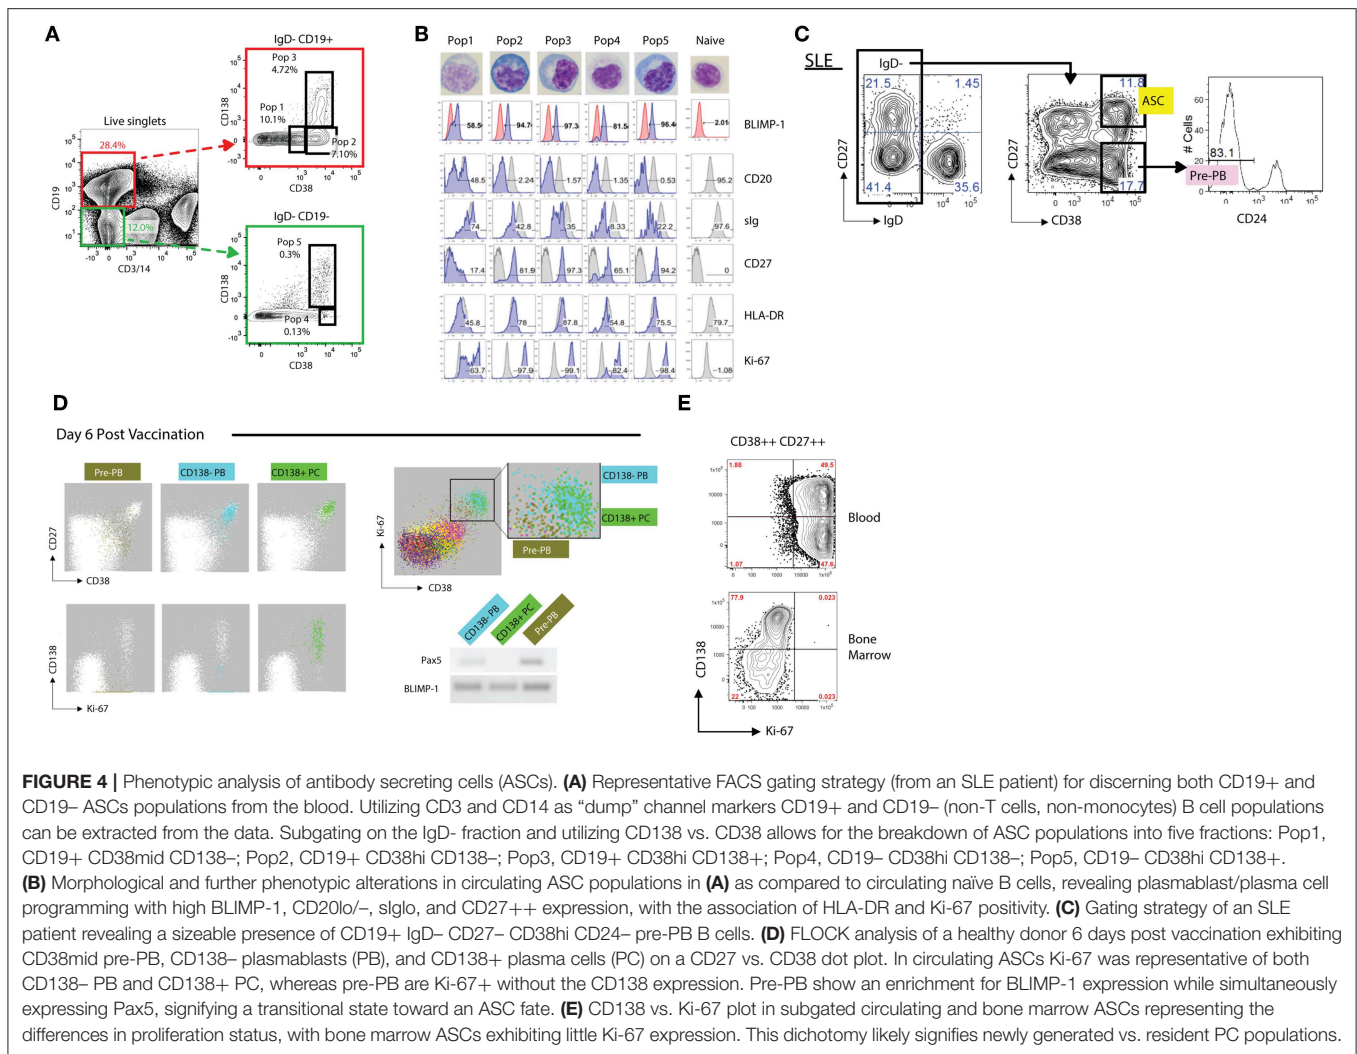 A
IgD- CD19+
Pop 3
4.72%
Pop 1
10.1%
Pop 2
7.10%
CD138
CD38
Live singlets
28.4%
12.0%
CD19
CD3/14
IgD- CD19-
Pop 5
0.3%
Pop 4
0.13%
CD138
CD38
B
Pop1 Pop2 Pop3 Pop4 Pop5 Naive
58.5 94.7 97.3 81.5 96.4 2.01 BLIMP-1
48.5 2.24 1.57 1.35 0.53 95.2 CD20
74 42.8 35 8.33 22.2 97.6 sIg
17.4 81.9 97.3 65.1 94.2 0 CD27
45.8 78 87.8 54.8 75.5 79.7 HLA-DR
63.7 97.9 99.1 82.4 98.4 1.08 Ki-67
C
SLE
IgD-
21.5 1.45
41.4 35.6
CD27
IgD
11.8
ASC
17.7
Pre-PB
CD27
CD38
# Cells
83.1
CD24
D
Day 6 Post Vaccination
Pre-PB CD138- PB CD138+ PC
CD27
CD38
CD138
Ki-67
Ki-67
CD38
CD138- PB
CD138+ PC
Pre-PB
CD138- PB CD138+ PC Pre-PB
Pax5
BLIMP-1
E
CD38++ CD27++
1.88 49.5
1.07 47.6
Blood
77.9 0.023
22 0.023
Bone
Marrow
CD138
Ki-67
FIGURE 4 | Phenotypic analysis of antibody secreting cells (ASCs). (A) Representative FACS gating strategy (from an SLE patient) for discerning both CD19+ and
CD19– ASCs populations from the blood. Utilizing CD3 and CD14 as “dump” channel markers CD19+ and CD19– (non-T cells, non-monocytes) B cell populations
can be extracted from the data. Subgating on the IgD- fraction and utilizing CD138 vs. CD38 allows for the breakdown of ASC populations into five fractions: Pop1,
CD19+ CD38mid CD138–; Pop2, CD19+ CD38hi CD138–; Pop3, CD19+ CD38hi CD138+; Pop4, CD19– CD38hi CD138–; Pop5, CD19– CD38hi CD138+.
(B) Morphological and further phenotypic alterations in circulating ASC populations in (A) as compared to circulating naïve B cells, revealing plasmablast/plasma cell
programming with high BLIMP-1, CD20lo/–, sIglo, and CD27++ expression, with the association of HLA-DR and Ki-67 positivity. (C) Gating strategy of an SLE
patient revealing a sizeable presence of CD19+ IgD– CD27– CD38hi CD24– pre-PB B cells. (D) FLOCK analysis of a healthy donor 6 days post vaccination exhibiting
CD38mid pre-PB, CD138– plasmablasts (PB), and CD138+ plasma cells (PC) on a CD27 vs. CD38 dot plot. In circulating ASCs Ki-67 was representative of both
CD138– PB and CD138+ PC, whereas pre-PB are Ki-67+ without the CD138 expression. Pre-PB show an enrichment for BLIMP-1 expression while simultaneously
expressing Pax5, signifying a transitional state toward an ASC fate. (E) CD138 vs. Ki-67 plot in subgated circulating and bone marrow ASCs representing the
differences in proliferation status, with bone marrow ASCs exhibiting little Ki-67 expression. This dichotomy likely signifies newly generated vs. resident PC populations.